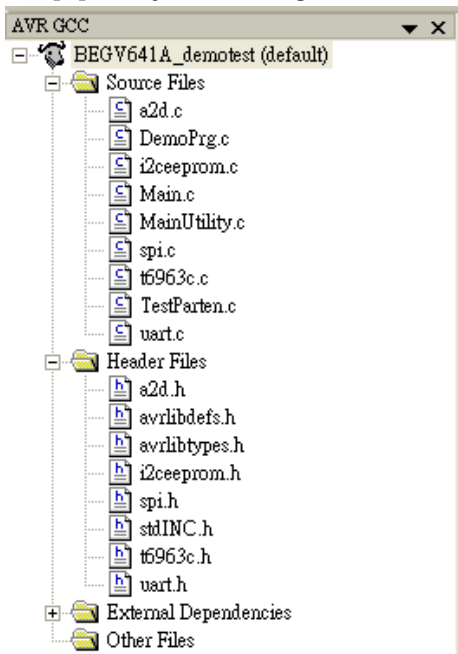 AVR GCC
BEGV641A_demotest (default)
Source Files
a2d.c
DemoPrg.c
i2ceeprom.c
Main.c
MainUtility.c
spi.c
t6963c.c
TestParten.c
uart.c
Header Files
a2d.h
avrlibdefs.h
avrlibtypes.h
i2ceeprom.h
spi.h
stdINC.h
t6963c.h
uart.h
External Dependencies
Other Files